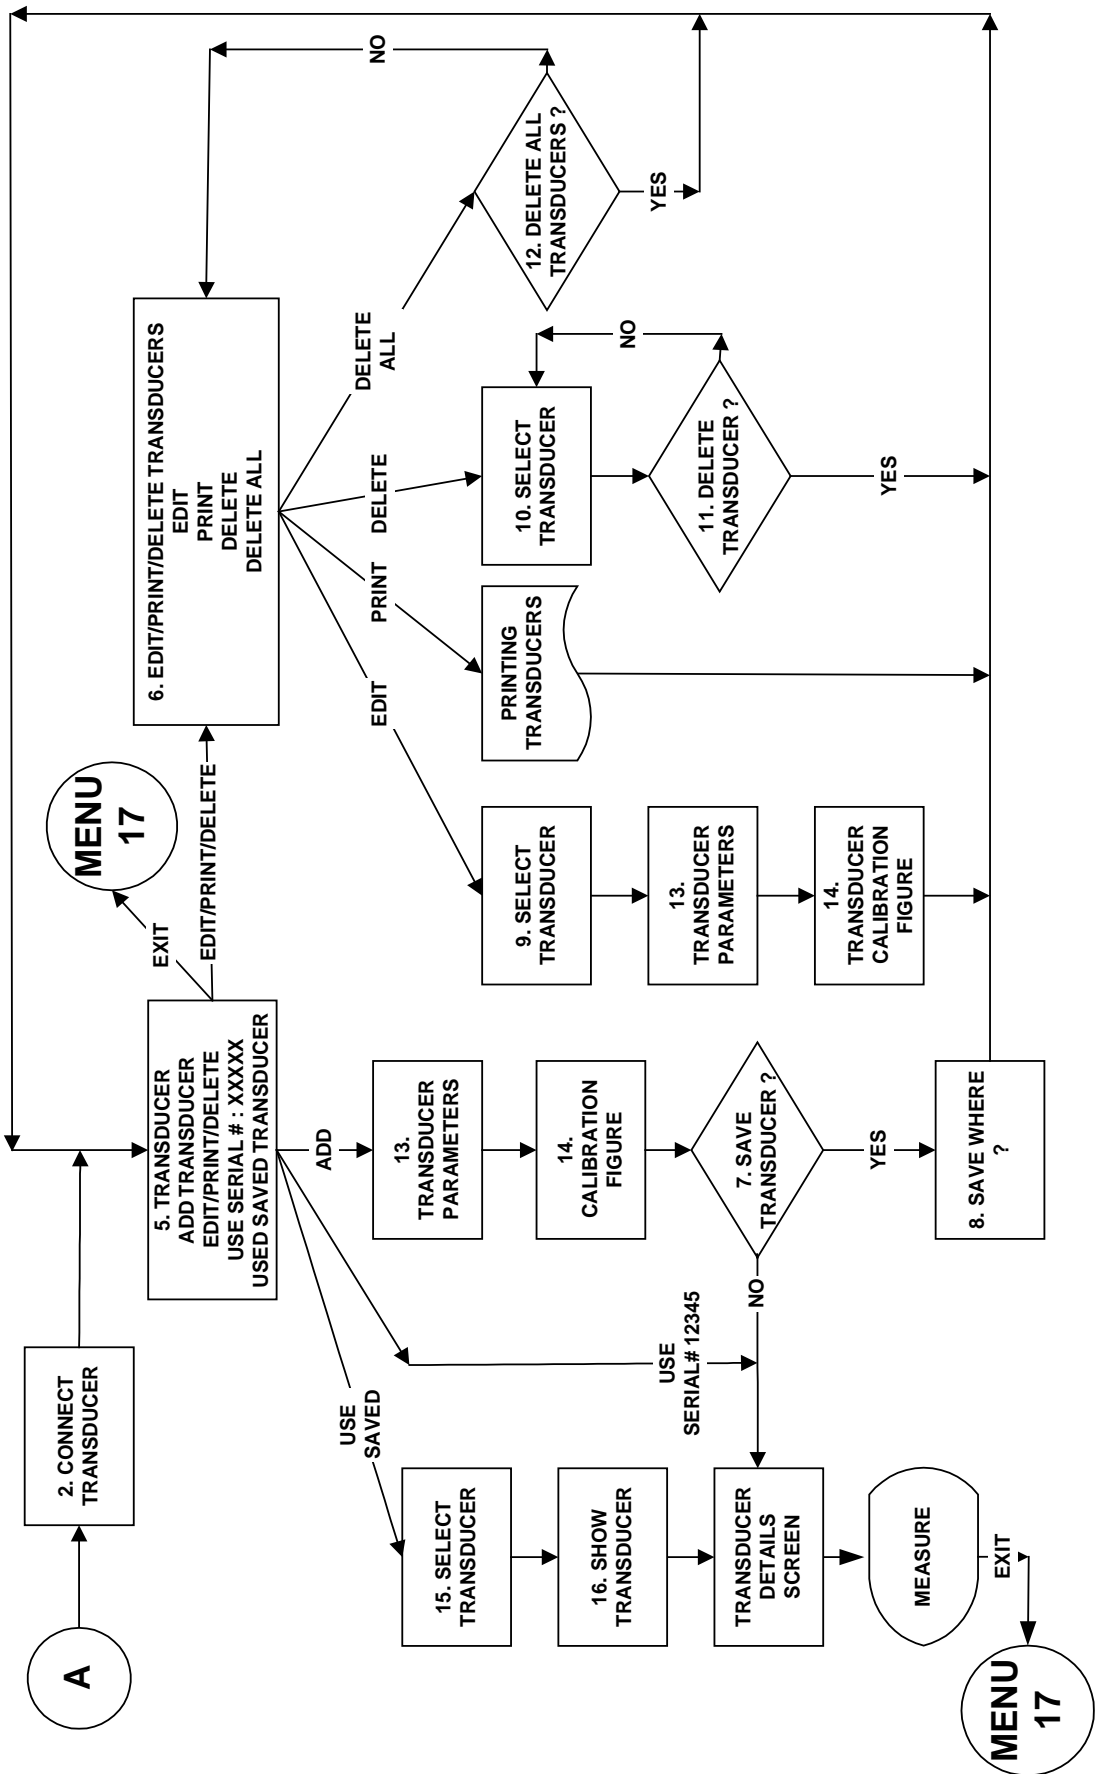 A
2. CONNECT
TRANSDUCER
5. TRANSDUCER
ADD TRANSDUCER
EDIT/PRINT/DELETE
USE SERIAL # : XXXXX
USED SAVED TRANSDUCER
EXIT
MENU
17
EDIT/PRINT/DELETE
6. EDIT/PRINT/DELETE TRANSDUCERS
EDIT
PRINT
DELETE
DELETE ALL
NO
USE
SAVED
ADD
EDIT
PRINT
DELETE
DELETE
ALL
15. SELECT
TRANSDUCER
13.
TRANSDUCER
PARAMETERS
9. SELECT
TRANSDUCER
PRINTING
TRANSDUCERS
10. SELECT
TRANSDUCER
NO
12. DELETE ALL
TRANSDUCERS ?
YES
16. SHOW
TRANSDUCER
14.
CALIBRATION
FIGURE
13.
TRANSDUCER
PARAMETERS
11. DELETE
TRANSDUCER ?
YES
USE
SERIAL# 12345
TRANSDUCER
DETAILS
SCREEN
NO
7. SAVE
TRANSDUCER ?
YES
14.
TRANSDUCER
CALIBRATION
FIGURE
MEASURE
8. SAVE WHERE
?
EXIT
MENU
17